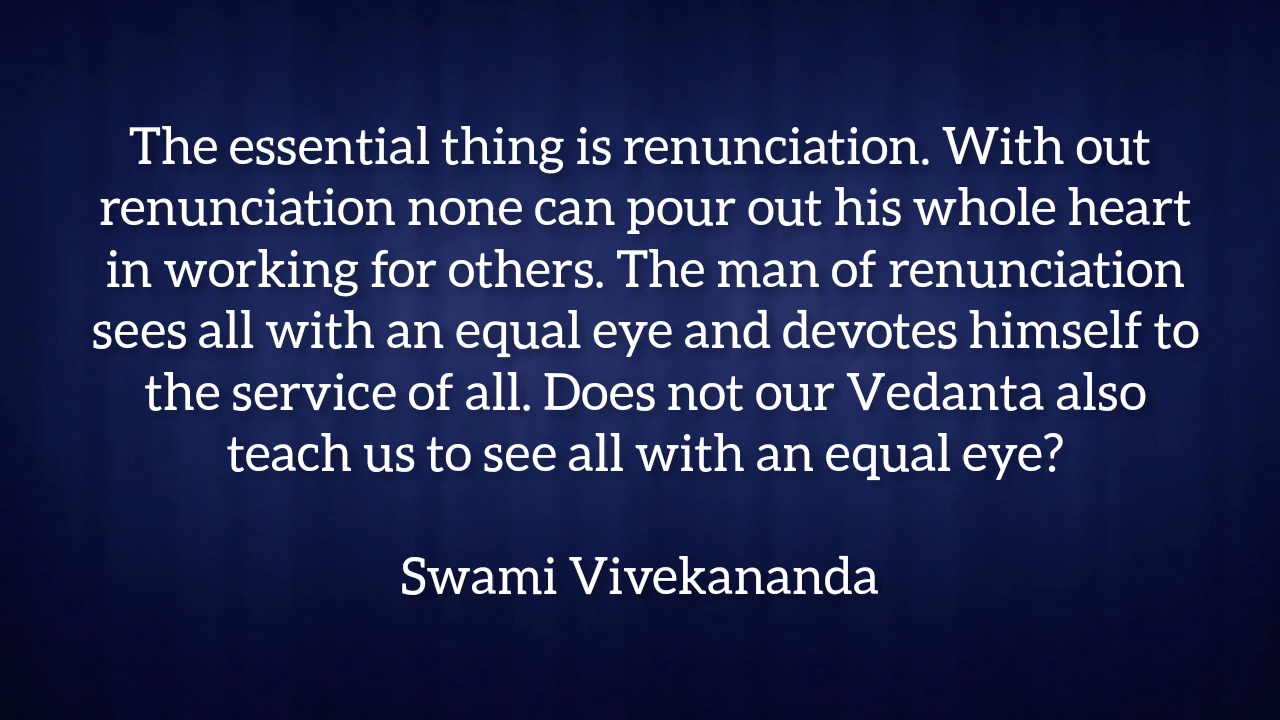 The essential thing is renunciation. With out
renunciation none can pour out his whole heart
in working for others. The man of renunciation
sees all with an equal eye and devotes himself to
the service of all. Does not our Vedanta also
teach us to see all with an equal eye?
Swami Vivekananda